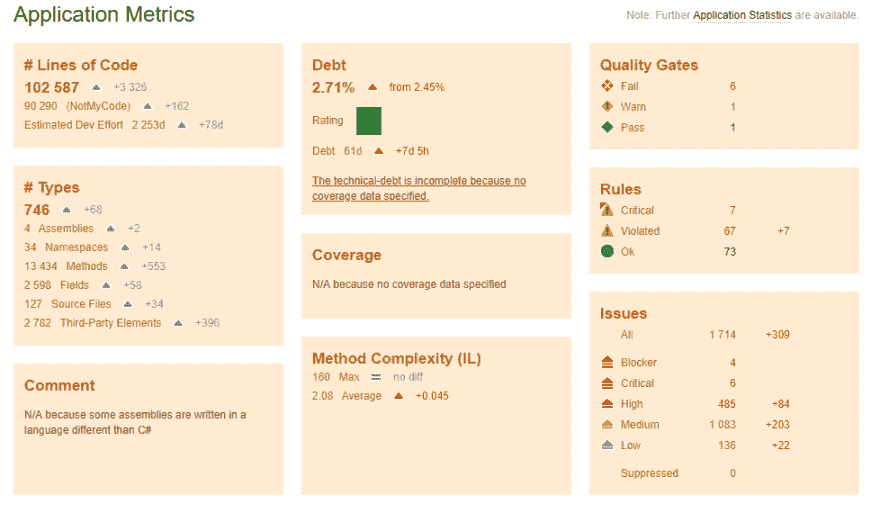 Application Metrics
Note: Further Application Statistics are available.
# Lines of Code
102 587 +3 326
90 290 (NotMyCode) +162
Estimated Dev Effort 2 253d +78d
# Types
746 +68
4 Assemblies +2
34 Namespaces +14
13 434 Methods +553
2 598 Fields +58
127 Source Files +34
2 782 Third-Party Elements +396
Comment
N/A because some assemblies are written in a
language different than C#
Debt
2.71% from 2.45%
Rating
Debt 61d +7d 5h
The technical-debt is incomplete because no
coverage data specified.
Coverage
N/A because no coverage data specified
Method Complexity (IL)
160 Max no diff
2.08 Average +0.045
Quality Gates
Fail 6
Warn 1
Pass 1
Rules
Critical 7
Violated 67 +7
Ok 73
Issues
All 1 714 +309
Blocker 4
Critical 6
High 485 +84
Medium 1 083 +203
Low 136 +22
Suppressed 0